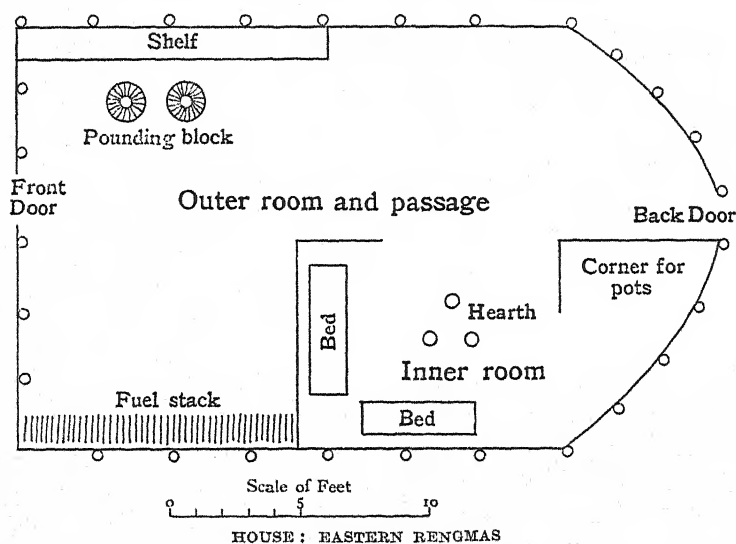 Shelf
Pounding block
Front
Door
Outer room and passage
Back Door
Corner for
pots
Bed
Hearth
Inner room
Fuel stack
Bed
Scale of Feet
0 5 10
HOUSE: EASTERN RENGMAS